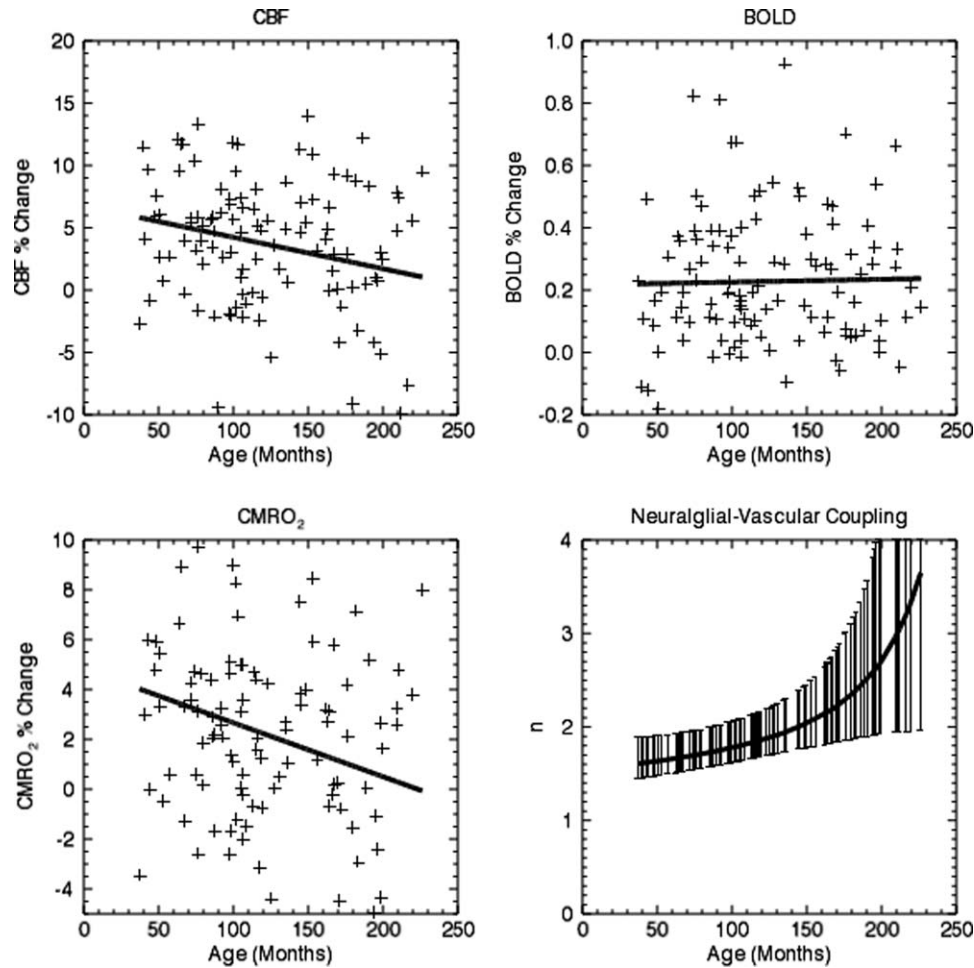 CBF
20
15
10
5
0
-5
-10
CBF % Change
0 50 100 150 200 250
Age (Months)
BOLD
1.0
0.8
0.6
0.4
0.2
0.0
-0.2
BOLD % Change
0 50 100 150 200 250
Age (Months)
CMRO₂
10
8
6
4
2
0
-2
-4
CMRO₂ % Change
0 50 100 150 200 250
Age (Months)
Neuralglial-Vascular Coupling
4
3
2
1
0
n
0 50 100 150 200 250
Age (Months)